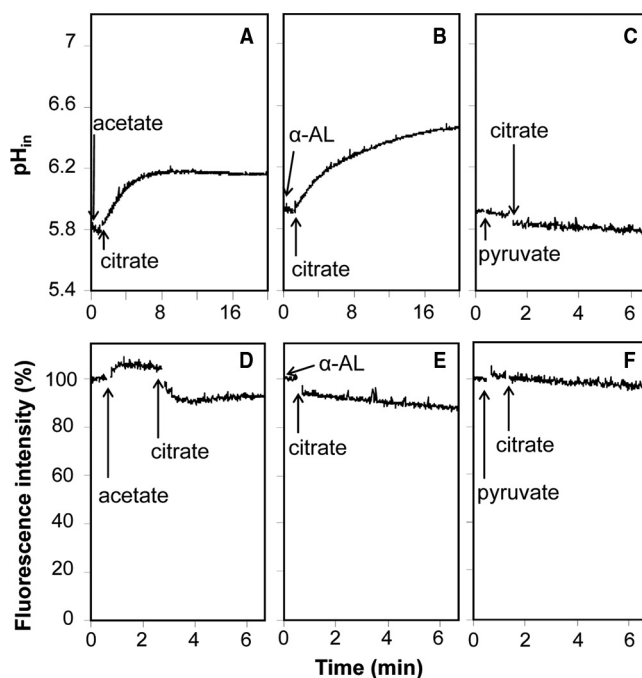 A
B
C
7
6.6
6.2
5.8
5.4
pHin
acetate
citrate
α-AL
citrate
citrate
pyruvate
0 8 16
0 8 16
0 2 4 6
D
E
F
100
80
60
40
20
0
Fluorescence intensity (%)
acetate
citrate
α-AL
citrate
citrate
pyruvate
0 2 4 6
0 2 4 6
0 2 4 6
Time (min)